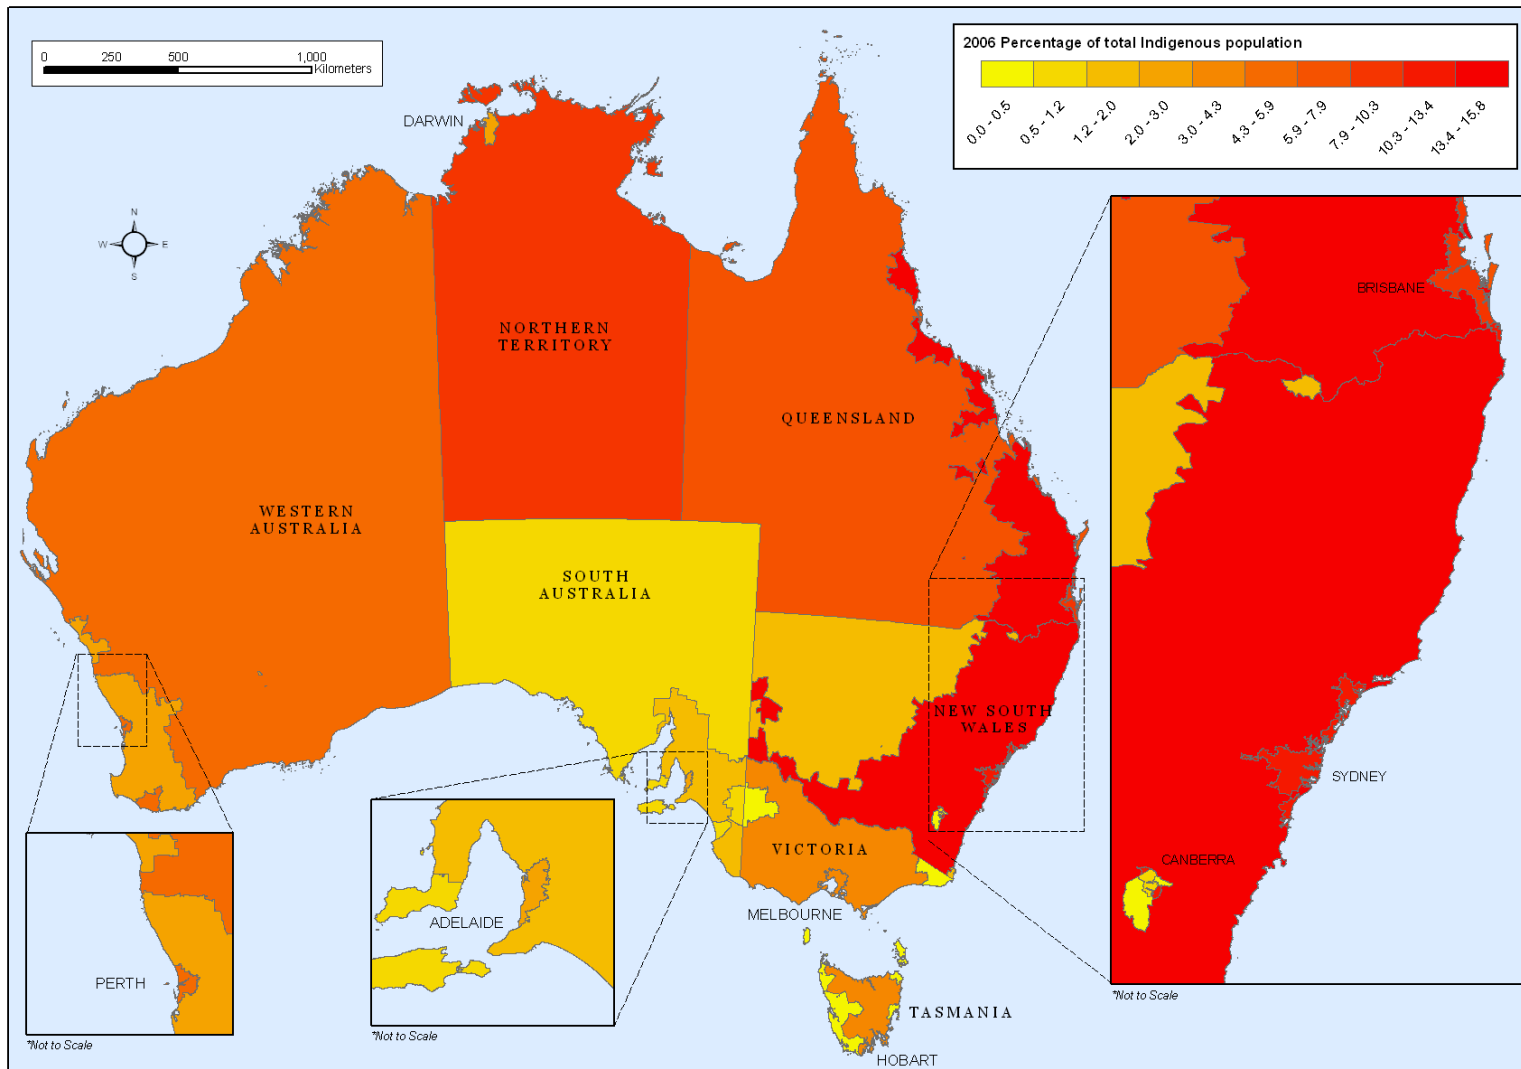 0 250 500 1,000
Kilometers
2006 Percentage of total Indigenous population
0.0 - 0.5
0.5 - 1.2
1.2 - 2.0
2.0 - 3.0
3.0 - 4.3
4.3 - 5.9
5.9 - 7.9
7.9 - 10.3
10.3 - 13.4
13.4 - 15.8
DARWIN
N
W E
S
NORTHERN
TERRITORY
QUEENSLAND
WESTERN
AUSTRALIA
SOUTH
AUSTRALIA
NEW SOUTH
WALES
VICTORIA
MELBOURNE
TASMANIA
HOBART
BRISBANE
SYDNEY
CANBERRA
*Not to Scale
ADELAIDE
*Not to Scale
PERTH
*Not to Scale